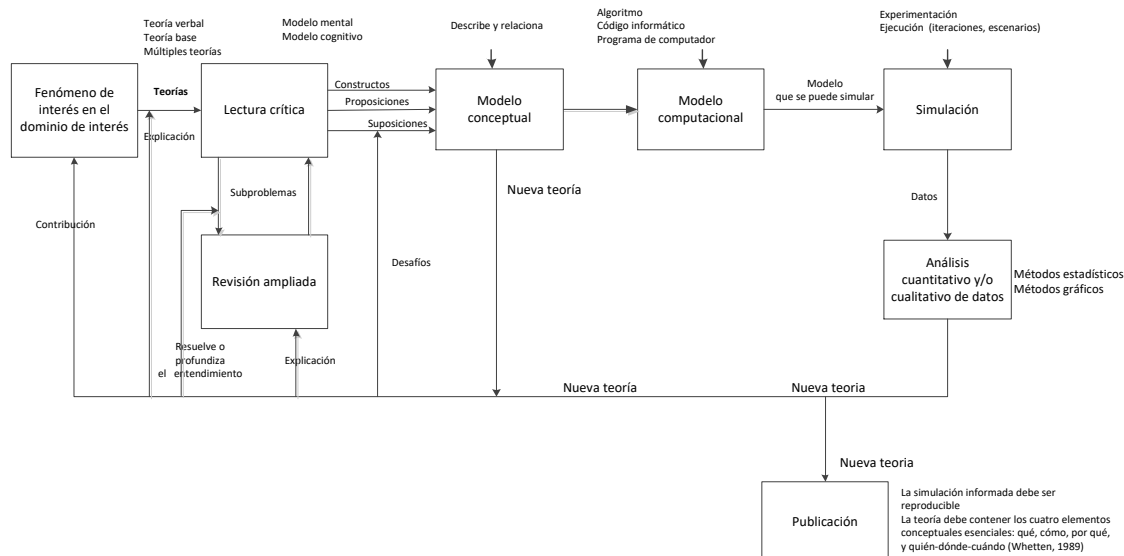 Teoría verbal
Teoría base
Múltiples teorías
Modelo mental
Modelo cognitivo
Describe y relaciona
Algoritmo
Código informático
Programa de computador
Experimentación
Ejecución (iteraciones, escenarios)
Fenómeno de
interés en el
dominio de interés
Teorías
Explicación
Lectura crítica
Constructos
Proposiciones
Suposiciones
Modelo
conceptual
Modelo
computacional
Modelo
que se puede simular
Simulación
Nueva teoría
Subproblemas
Datos
Contribución
Revisión ampliada
Desafíos
Análisis
cuantitativo y/o
cualitativo de datos
Métodos estadísticos
Métodos gráficos
Resuelve o
profundiza
el entendimiento
Explicación
Nueva teoría
Nueva teoria
Nueva teoria
Publicación
La simulación informada debe ser
reproducible
La teoría debe contener los cuatro elementos
conceptuales esenciales: qué, cómo, por qué,
y quién-dónde-cuándo (Whetten, 1989)